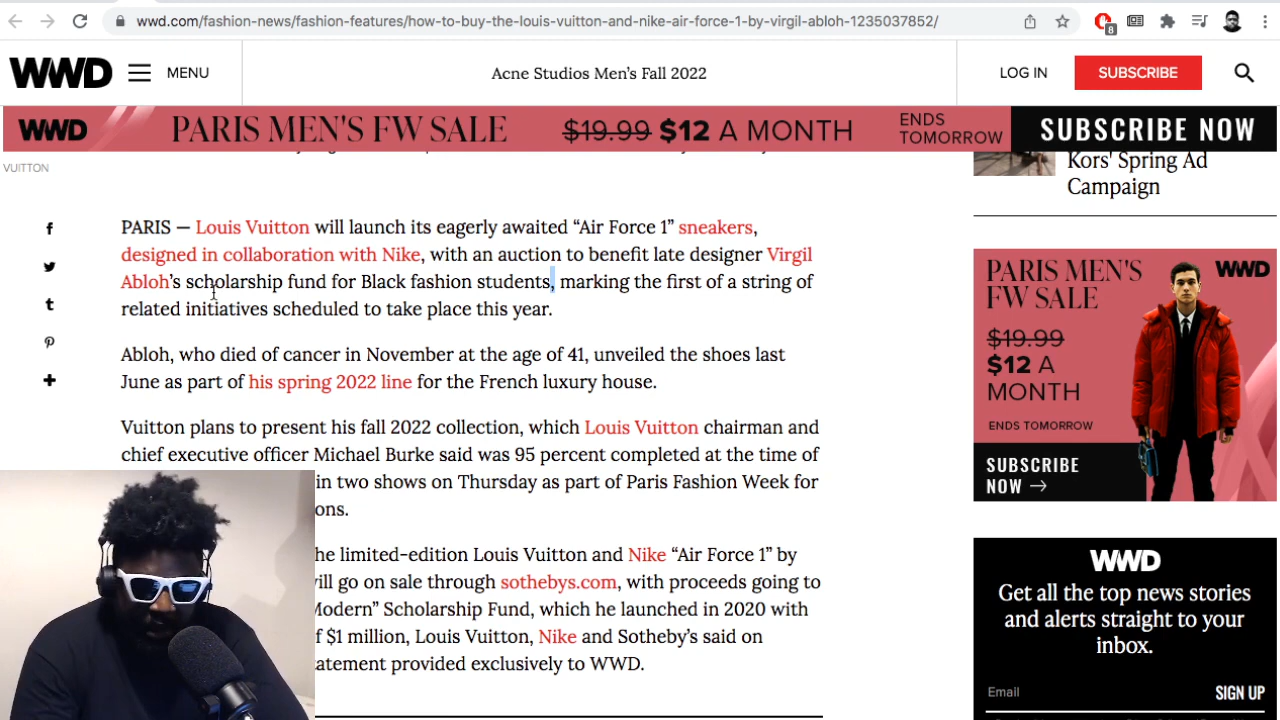 wwd.com/fashion-news/fashion-features/how-to-buy-the-louis-vuitton-and-nike-air-force-1-by-virgil-abloh-1235037852/
8
WWD
MENU
Acne Studios Men's Fall 2022
LOG IN
SUBSCRIBE
WWD
PARIS MEN'S FW SALE
$19.99 $12 A MONTH
ENDS
TOMORROW
SUBSCRIBE NOW
VUITTON
PARIS — Louis Vuitton will launch its eagerly awaited “Air Force 1” sneakers,
designed in collaboration with Nike, with an auction to benefit late designer Virgil
Abloh’s scholarship fund for Black fashion students, marking the first of a string of
related initiatives scheduled to take place this year.
Abloh, who died of cancer in November at the age of 41, unveiled the shoes last
June as part of his spring 2022 line for the French luxury house.
Vuitton plans to present his fall 2022 collection, which Louis Vuitton chairman and
chief executive officer Michael Burke said was 95 percent completed at the time of
in two shows on Thursday as part of Paris Fashion Week for
ons.
he limited-edition Louis Vuitton and Nike “Air Force 1” by
ill go on sale through sothebys.com, with proceeds going to
Modern” Scholarship Fund, which he launched in 2020 with
f $1 million, Louis Vuitton, Nike and Sotheby’s said on
atement provided exclusively to WWD.
Kors' Spring Ad
Campaign
PARIS MEN'S
FW SALE
WWD
$19.99
$12 A
MONTH
ENDS TOMORROW
SUBSCRIBE
NOW →
WWD
Get all the top news stories
and alerts straight to your
inbox.
Email
SIGN UP